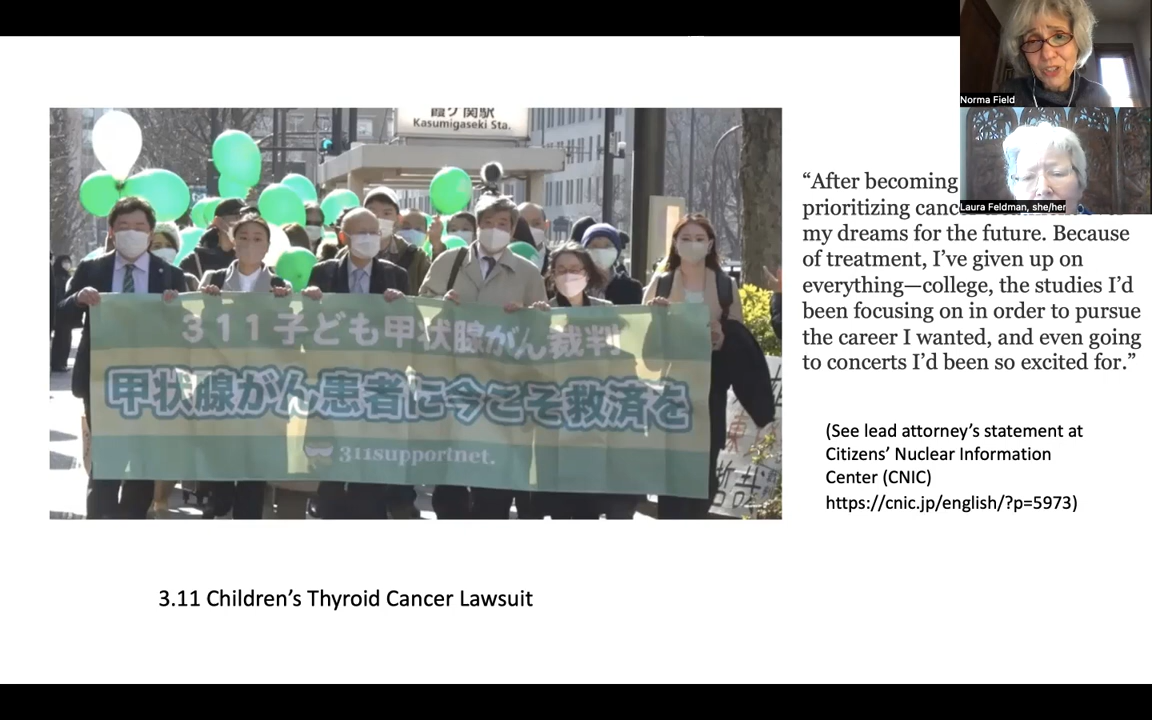 霞ケ関駅
Kasumigaseki Sta.
311子ども甲状腺がん裁判
甲状腺がん患者に今こそ救済を
311supportnet.
“After becoming
prioritizing
my dreams for the future. Because
of treatment, I’ve given up on
everything—college, the studies I’d
been focusing on in order to pursue
the career I wanted, and even going
to concerts I’d been so excited for.”
(See lead attorney’s statement at
Citizens’ Nuclear Information
Center (CNIC)
https://cnic.jp/english/?p=5973)
3.11 Children’s Thyroid Cancer Lawsuit
Norma Field
Laura Feldman, she/her